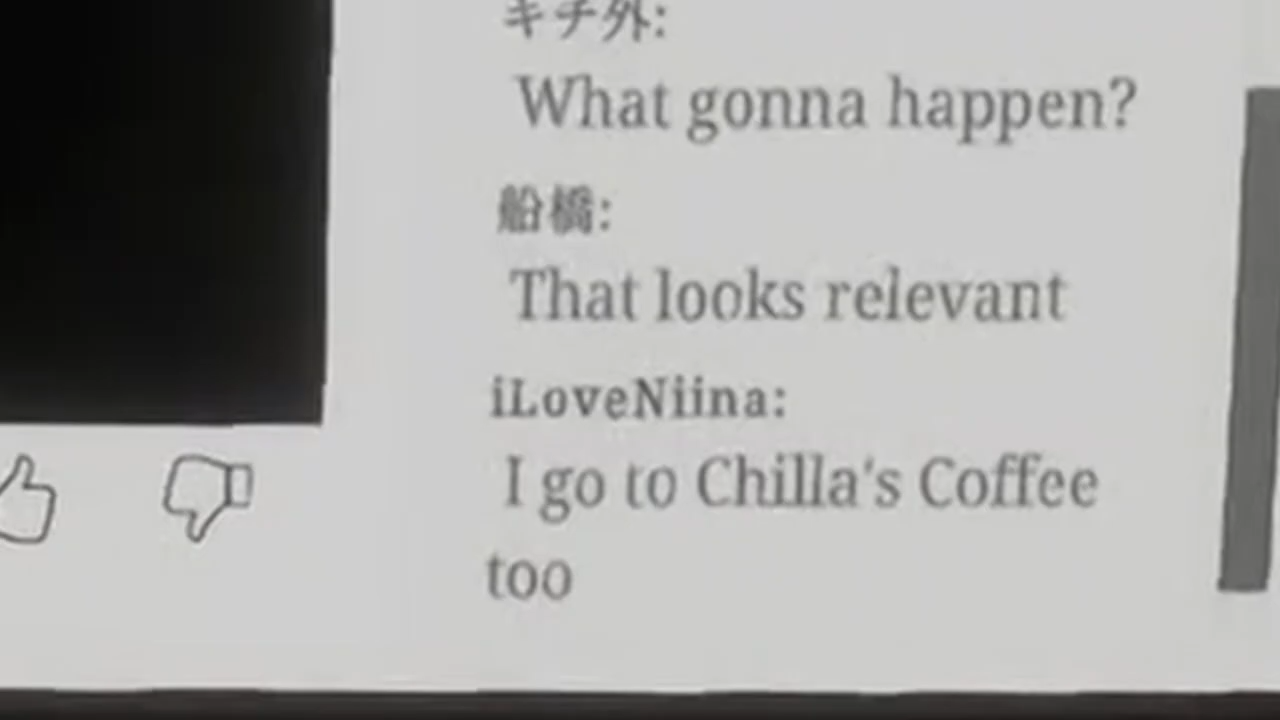 キチ外:
What gonna happen?
船橋:
That looks relevant
iLoveNiina:
I go to Chilla's Coffee
too